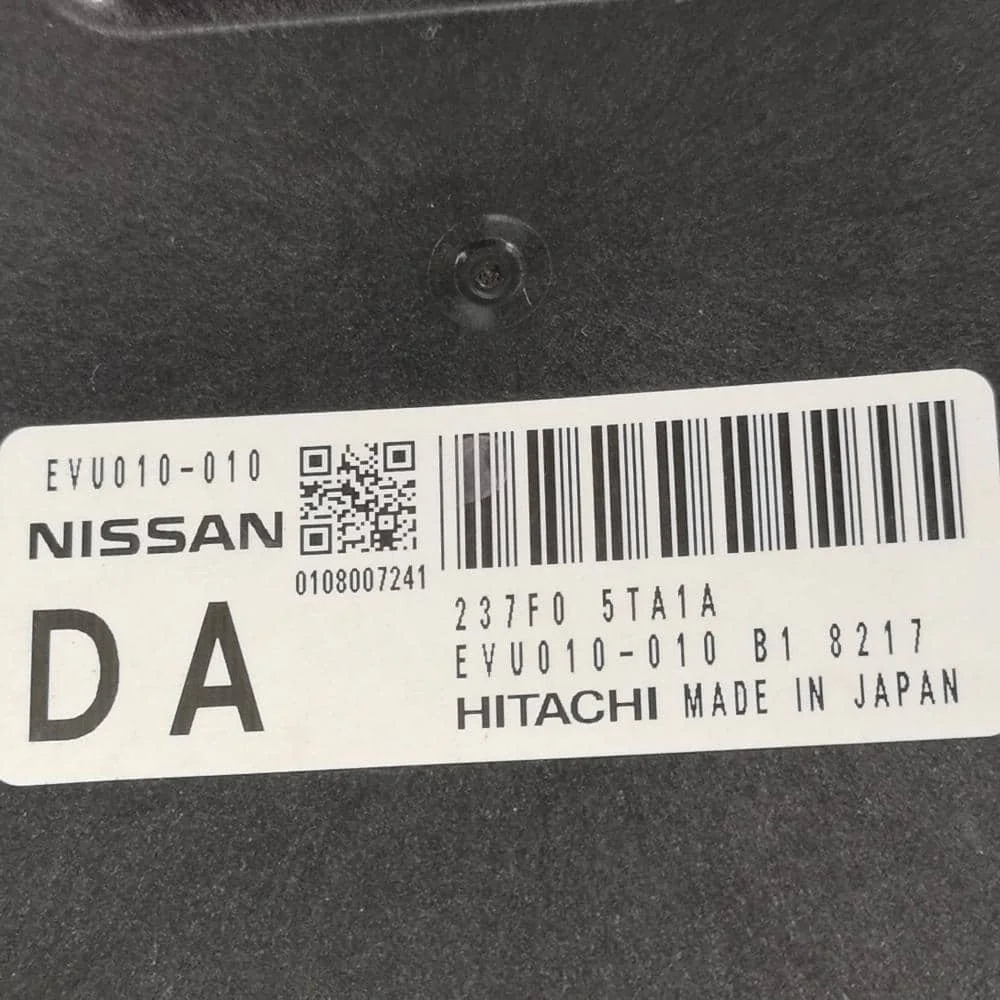 EVU010-010
NISSAN
0108007241
DA
237F0 5TA1A
EVU010-010 B1 8217
HITACHI MADE IN JAPAN